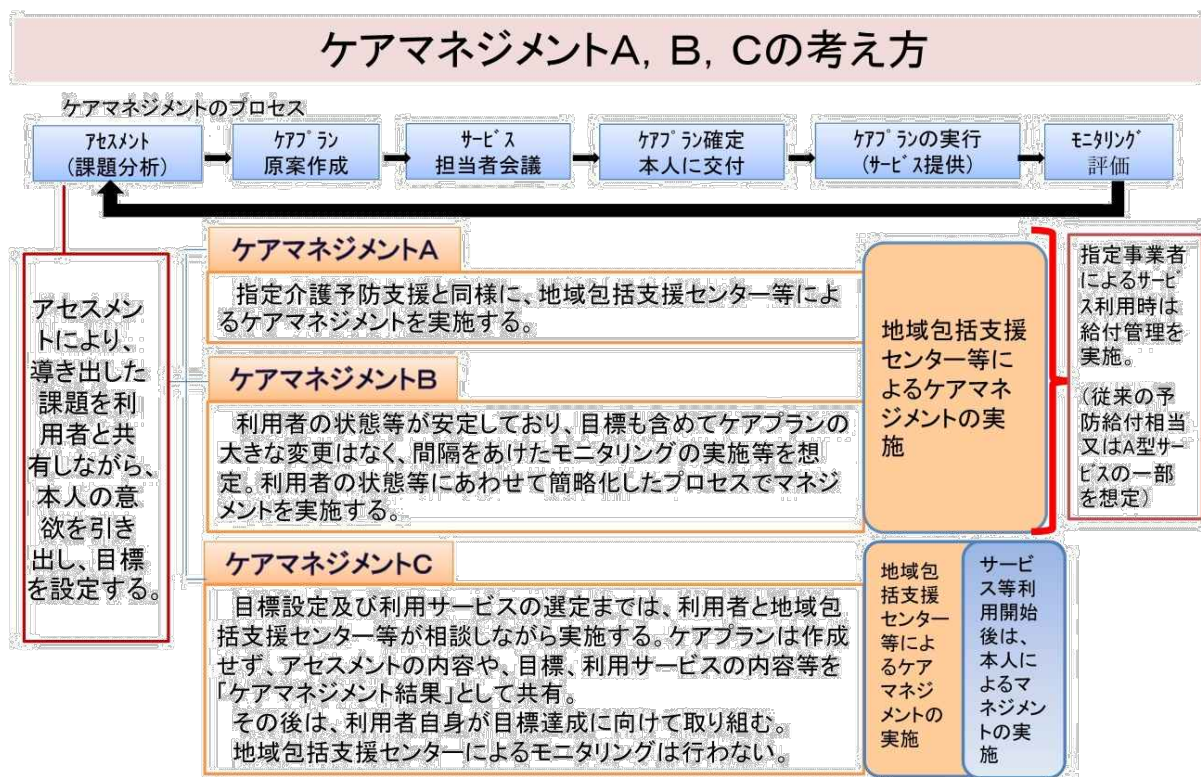 ケアマネジメントA, B, Cの考え方
ケアマネジメントのプロセス
ｱｾｽﾒﾝﾄ
(課題分析)
ｹｱﾌﾟﾗﾝ
原案作成
ｻｰﾋﾞｽ
担当者会議
ｹｱﾌﾟﾗﾝ確定
本人に交付
ｹｱﾌﾟﾗﾝの実行
(ｻｰﾋﾞｽ提供)
ﾓﾆﾀﾘﾝｸﾞ
評価
アセスメン
トにより、
導き出した
課題を利
用者と共
有しながら、
本人の意
欲を引き
出し、目標
を設定する。
ケアマネジメントA
指定介護予防支援と同様に、地域包括支援センター等によ
るケアマネジメントを実施する。
ケアマネジメントB
利用者の状態等が安定しており、目標も含めてケアプランの
大きな変更はなく、間隔をあけたモニタリングの実施等を想
定。利用者の状態等にあわせて簡略化したプロセスでマネジ
メントを実施する。
地域包括支援
センター等に
よるケアマネ
ジメントの実
施
指定事業者
によるｻｰﾋﾞ
ｽ利用時は
給付管理を
実施。
(従来の予
防給付相当
又はA型ｻｰ
ﾋﾞｽの一部
を想定)
ケアマネジメントC
目標設定及び利用サービスの選定までは、利用者と地域包
括支援センター等が相談しながら実施する。ケアプランは作成
せず、アセスメントの内容や、目標、利用サービスの内容等を
「ケアマネジメント結果」として共有。
その後は、利用者自身が目標達成に向けて取り組む。
地域包括支援センターによるモニタリングは行わない。
地域包
括支援
センター
等によ
るケア
マネジ
メントの
実施
サービ
ス等利
用開始
後は、
本人に
よるマ
ネジメン
トの実
施